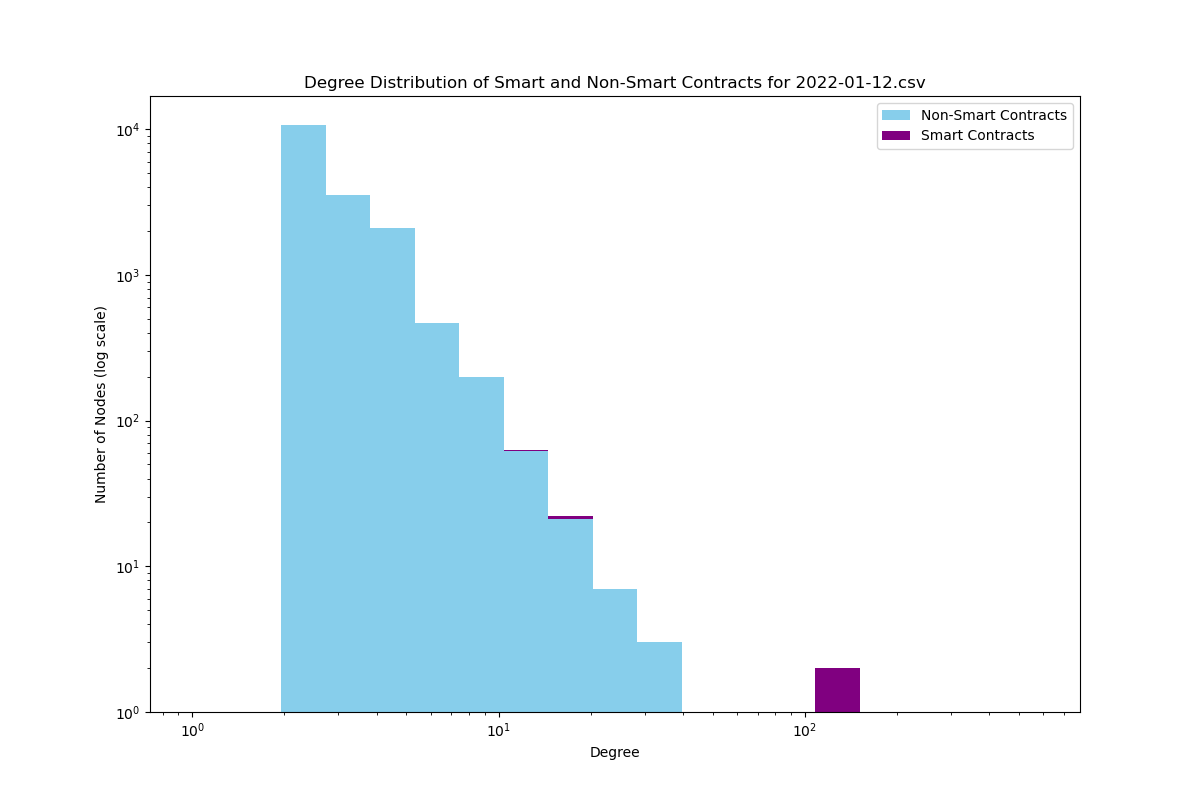 Degree Distribution of Smart and Non-Smart Contracts for 2022-01-12.csv
Non-Smart Contracts
Smart Contracts
Number of Nodes (log scale)
10⁴
10³
10²
10¹
10⁰
10⁰ 10¹ 10²
Degree